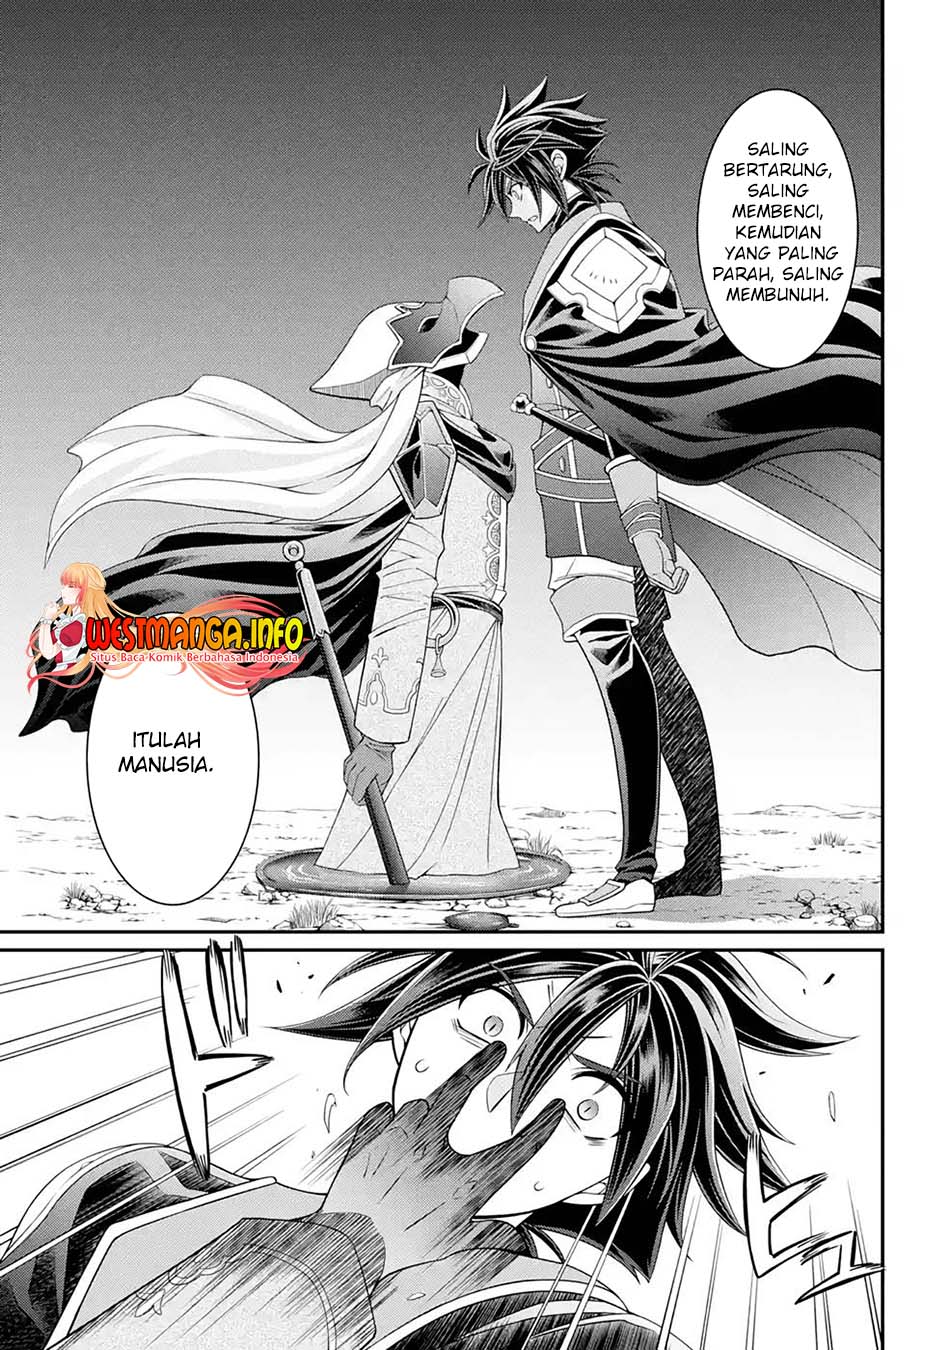 SALING
BERTARUNG,
SALING
MEMBENCI,
KEMUDIAN
YANG PALING
PARAH, SALING
MEMBUNUH.
WESTMANGA.INFO
Situs Baca Komik Berbahasa Indonesia
ITULAH
MANUSIA.